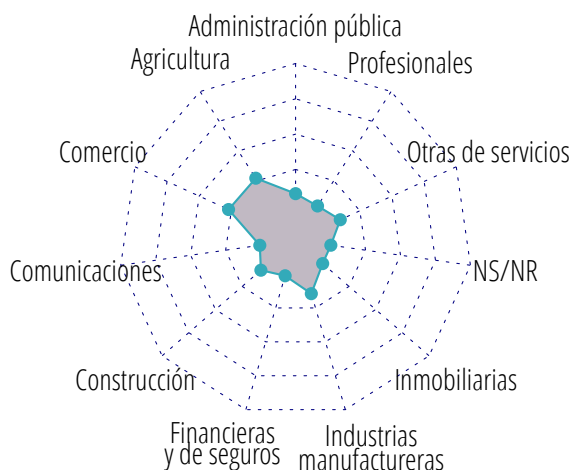 Administración pública
Agricultura
Profesionales
Comercio
Otras de servicios
Comunicaciones
NS/NR
Construcción
Inmobiliarias
Financieras
y de seguros
Industrias
manufactureras